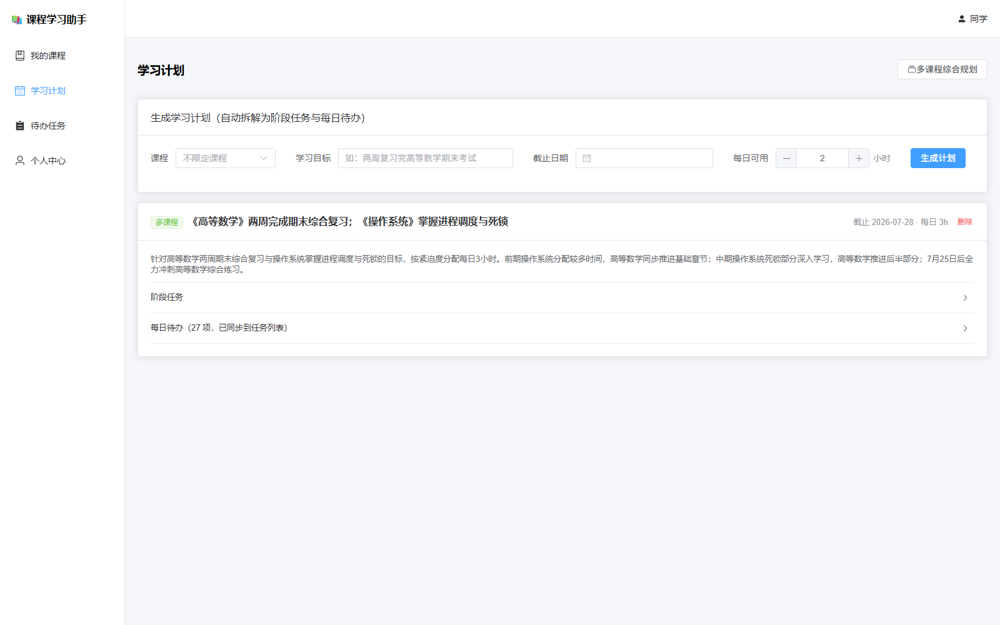 课程学习助手
同学
我的课程
学习计划
待办任务
个人中心
学习计划
多课程综合规划
生成学习计划（自动拆解为阶段任务与每日待办）
课程 不限定课程 学习目标 如：两周复习完高等数学期末考试 截止日期 每日可用 2 小时 生成计划
多课程 《高等数学》两周完成期末综合复习；《操作系统》掌握进程调度与死锁 截止 2026-07-28 · 每日 3h 删除
针对高等数学两周期末综合复习与操作系统掌握进程调度与死锁的目标，按紧迫度分配每日3小时。前期操作系统分配较多时间，高等数学同步推进基础章节；中期操作系统死锁部分深入学习，高等数学推进后半部分；7月25日后全
力冲刺高等数学综合练习。
阶段任务
每日待办（27 项，已同步到任务列表）